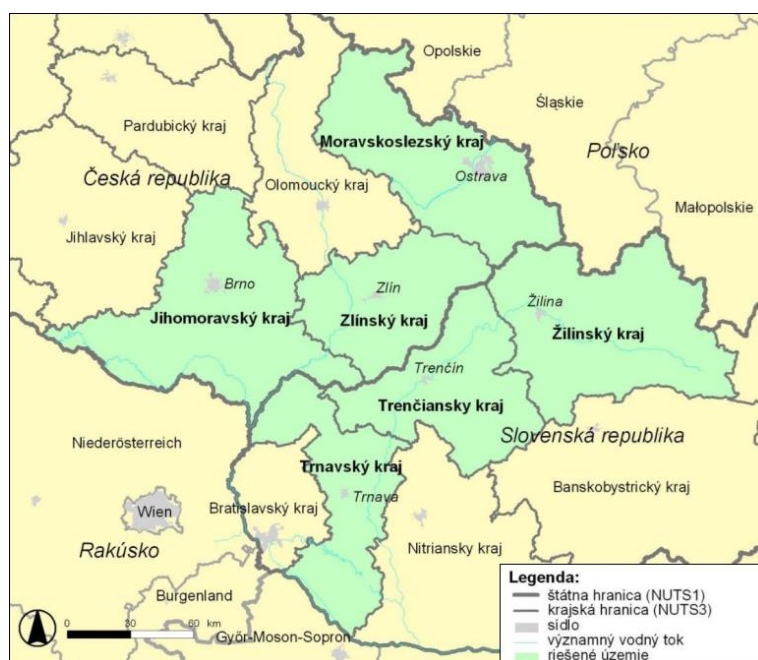 Opolskie
Śląskie
Pardubický kraj
Moravskoslezský kraj
Poľsko
Ostrava
Česká republika
Olomoucký kraj
Małopolskie
Jihlavský kraj
Brno
Zlín
Žilina
Jihomoravský kraj
Zlínský kraj
Žilinský kraj
Trenčín
Trenčiansky kraj
Niederösterreich
Slovenská republika
Trnavský kraj
Banskobystrický kraj
Wien
Trnava
Bratislavský kraj
Rakúsko
Nitriansky kraj
Burgenland
Győr-Moson-Sopron
0 30 60 km
Legenda:
štátna hranica (NUTS1)
krajská hranica (NUTS3)
sídlo
významný vodný tok
riešené územie